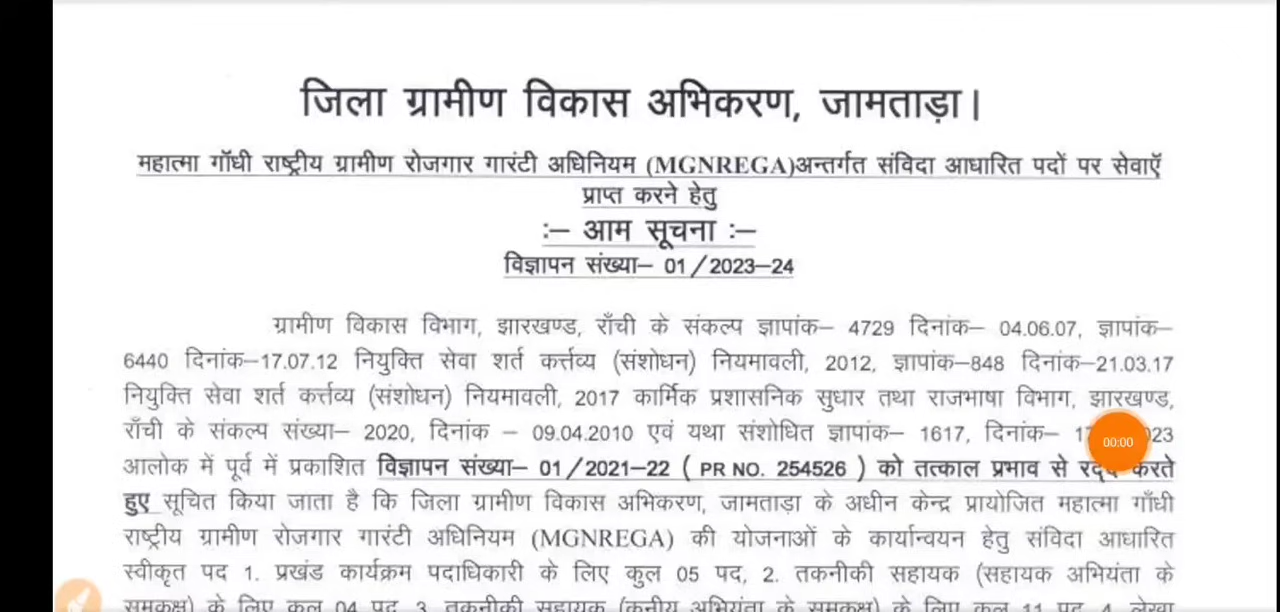 जिला ग्रामीण विकास अभिकरण, जामताड़ा।
महात्मा गाँधी राष्ट्रीय ग्रामीण रोजगार गारंटी अधिनियम (MGNREGA)अन्तर्गत संविदा आधारित पदों पर सेवाएँ
प्राप्त करने हेतु
:– आम सूचना :–
विज्ञापन संख्या– 01/2023–24
ग्रामीण विकास विभाग, झारखण्ड, राँची के संकल्प ज्ञापांक– 4729 दिनांक– 04.06.07, ज्ञापांक–
6440 दिनांक–17.07.12 नियुक्ति सेवा शर्त कर्त्तव्य (संशोधन) नियमावली, 2012, ज्ञापांक–848 दिनांक–21.03.17
नियुक्ति सेवा शर्त कर्त्तव्य (संशोधन) नियमावली, 2017 कार्मिक प्रशासनिक सुधार तथा राजभाषा विभाग, झारखण्ड,
राँची के संकल्प संख्या– 2020, दिनांक – 09.04.2010 एवं यथा संशोधित ज्ञापांक– 1617, दिनांक–
00:00
आलोक में पूर्व में प्रकाशित विज्ञापन संख्या– 01/2021–22 ( PR NO. 254526 ) को तत्काल प्रभाव से रद्द करते
हुए सूचित किया जाता है कि जिला ग्रामीण विकास अभिकरण, जामताड़ा के अधीन केन्द्र प्रायोजित महात्मा गाँधी
राष्ट्रीय ग्रामीण रोजगार गारंटी अधिनियम (MGNREGA) की योजनाओं के कार्यान्वयन हेतु संविदा आधारित
स्वीकृत पद 1. प्रखंड कार्यक्रम पदाधिकारी के लिए कुल 05 पद, 2. तकनीकी सहायक (सहायक अभियंता के
समकक्ष) के लिए कुल 04 पद 3. तकनीकी सहायक (कनीय अभियंता के समकक्ष) के लिए कुल 11 पद 4. लेखा